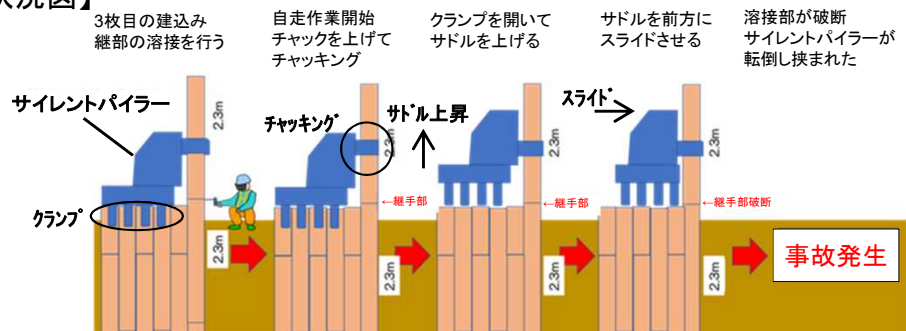 況図】
3枚目の建込み
継部の溶接を行う
自走作業開始
チャックを上げて
チャッキング
クランプを開いて
サドルを上げる
サドルを前方に
スライドさせる
溶接部が破断
サイレントパイラーが
転倒し挟まれた
サイレントパイラー
クランプ
2.3m
2.3m
チャッキング
2.3m
←継手部
2.3m
サドル上昇
2.3m
←継手部
2.3m
スライド
2.3m
←継手部破断
2.3m
事故発生